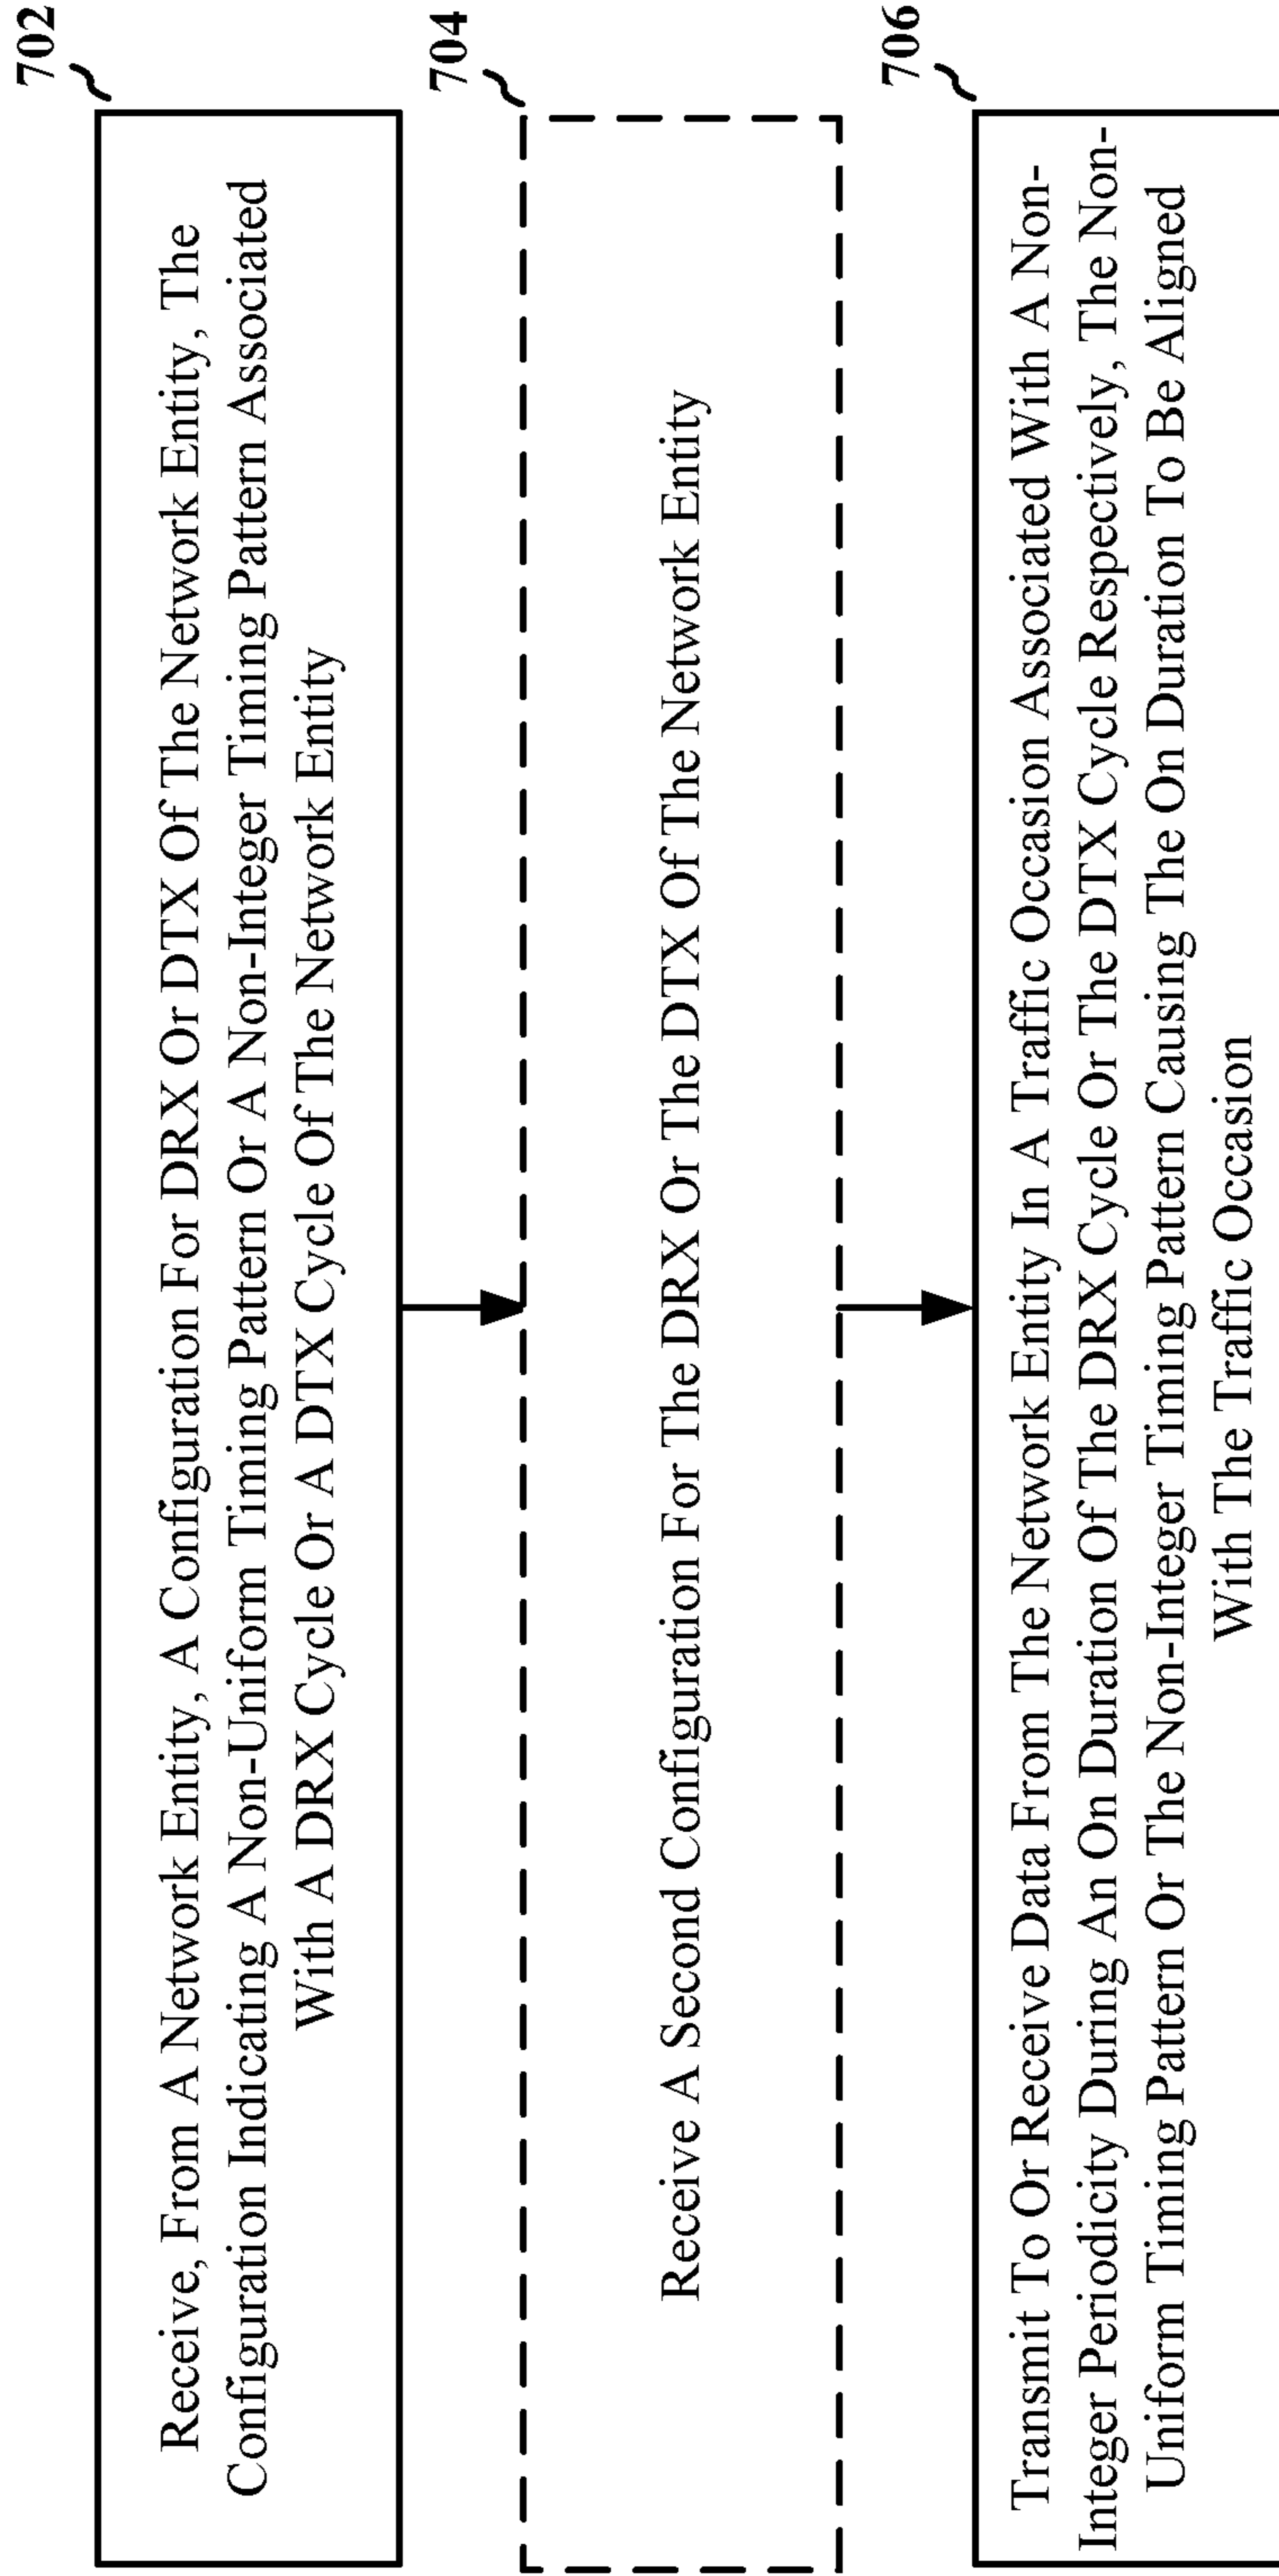 702
Receive, From A Network Entity, A Configuration For DRX Or DTX Of The Network Entity, The
Configuration Indicating A Non-Uniform Timing Pattern Or A Non-Integer Timing Pattern Associated
With A DRX Cycle Or A DTX Cycle Of The Network Entity
704
Receive A Second Configuration For The DRX Or The DTX Of The Network Entity
706
Transmit To Or Receive Data From The Network Entity In A Traffic Occasion Associated With A Non-
Integer Periodicity During An On Duration Of The DRX Cycle Or The DTX Cycle Respectively, The Non-
Uniform Timing Pattern Or The Non-Integer Timing Pattern Causing The On Duration To Be Aligned
With The Traffic Occasion